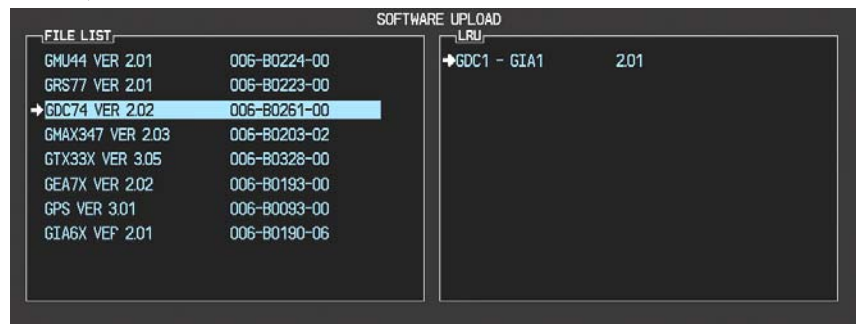 SOFTWARE UPLOAD
FILE LIST
GMU44 VER 2.01 006-B0224-00
GRS77 VER 2.01 006-B0223-00
GDC74 VER 2.02 006-B0261-00
GMAX347 VER 2.03 006-B0203-02
GTX33X VER 3.05 006-B0328-00
GEA7X VER 2.02 006-B0193-00
GPS VER 3.01 006-B0093-00
GIA6X VER 2.01 006-B0190-06
LRU
GDC1 - GIA1 2.01